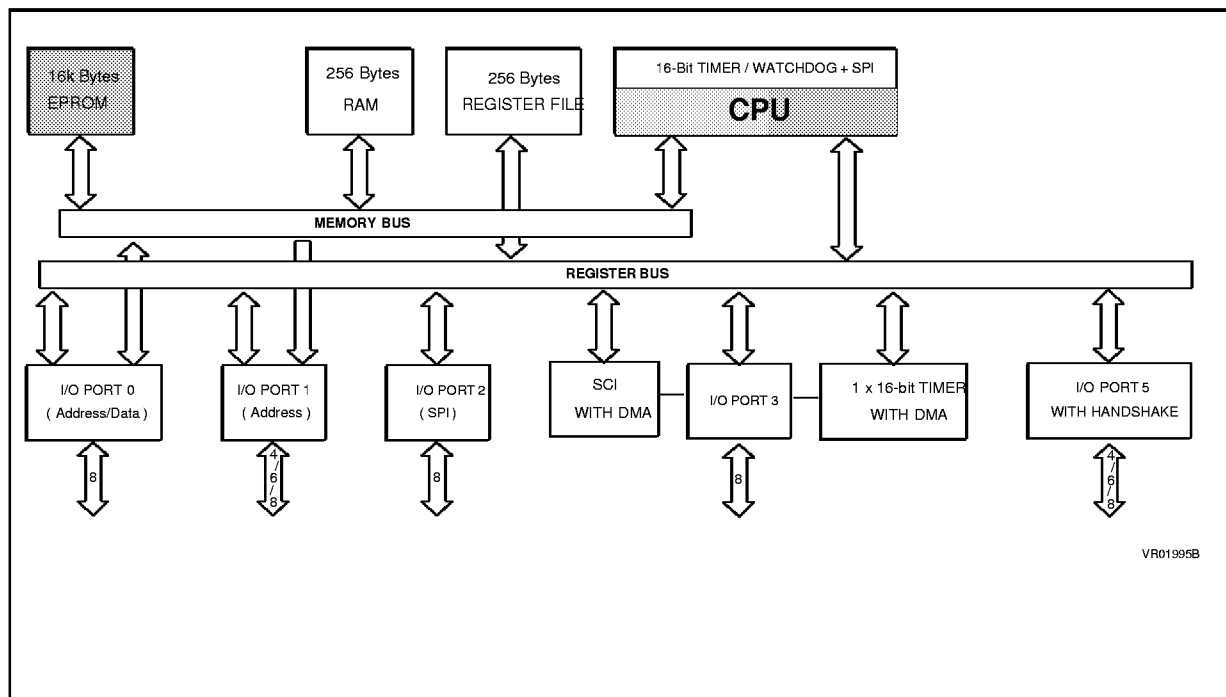 16k Bytes
EPROM
256 Bytes
RAM
256 Bytes
REGISTER FILE
16-Bit TIMER / WATCHDOG + SPI
CPU
MEMORY BUS
REGISTER BUS
I/O PORT 0
( Address/Data )
I/O PORT 1
( Address )
I/O PORT 2
(SPI)
SCI
WITH DMA
I/O PORT 3
1 x 16-bit TIMER
WITH DMA
I/O PORT 5
WITH HANDSHAKE
8
4/6/8
8
8
4/6/8
VR01995B